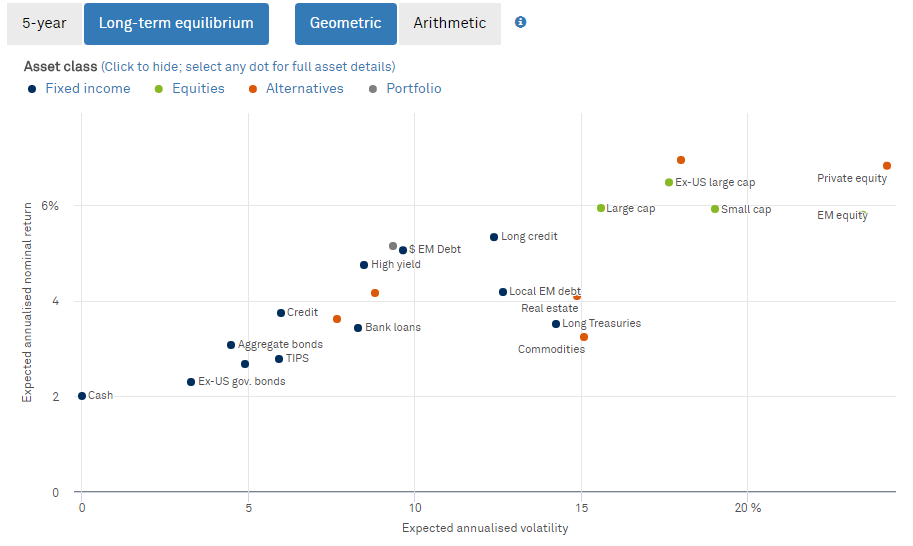 5-year Long-term equilibrium Geometric Arithmetic
Asset class (Click to hide; select any dot for full asset details)
Fixed income Equities Alternatives Portfolio
Expected annualised nominal return
6%
4
2
0
Private equity
Ex-US large cap
Large cap
Small cap
EM equity
Long credit
$ EM Debt
High yield
Local EM debt
Real estate
Credit
Long Treasuries
Bank loans
Aggregate bonds
Commodities
TIPS
Ex-US gov. bonds
Cash
0 5 10 15 20 %
Expected annualised volatility